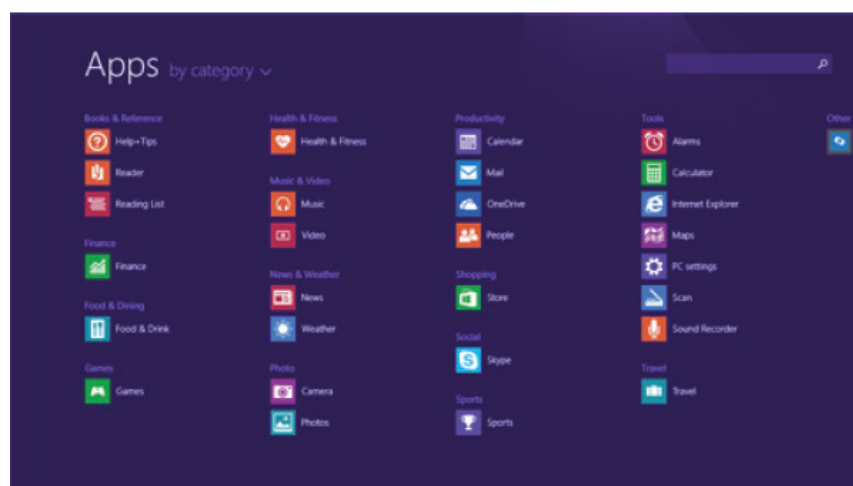 Apps by category
Books & Reference
Help+Tips
Reader
Reading List
Finance
Finance
Food & Dining
Food & Drink
Games
Games
Health & Fitness
Health & Fitness
Music & Video
Music
Video
News & Weather
News
Weather
Photo
Camera
Photos
Productivity
Calendar
Mail
OneDrive
People
Shopping
Store
Social
Skype
Sports
Sports
Tools
Alarms
Calculator
Internet Explorer
Maps
PC settings
Scan
Sound Recorder
Travel
Travel
Other